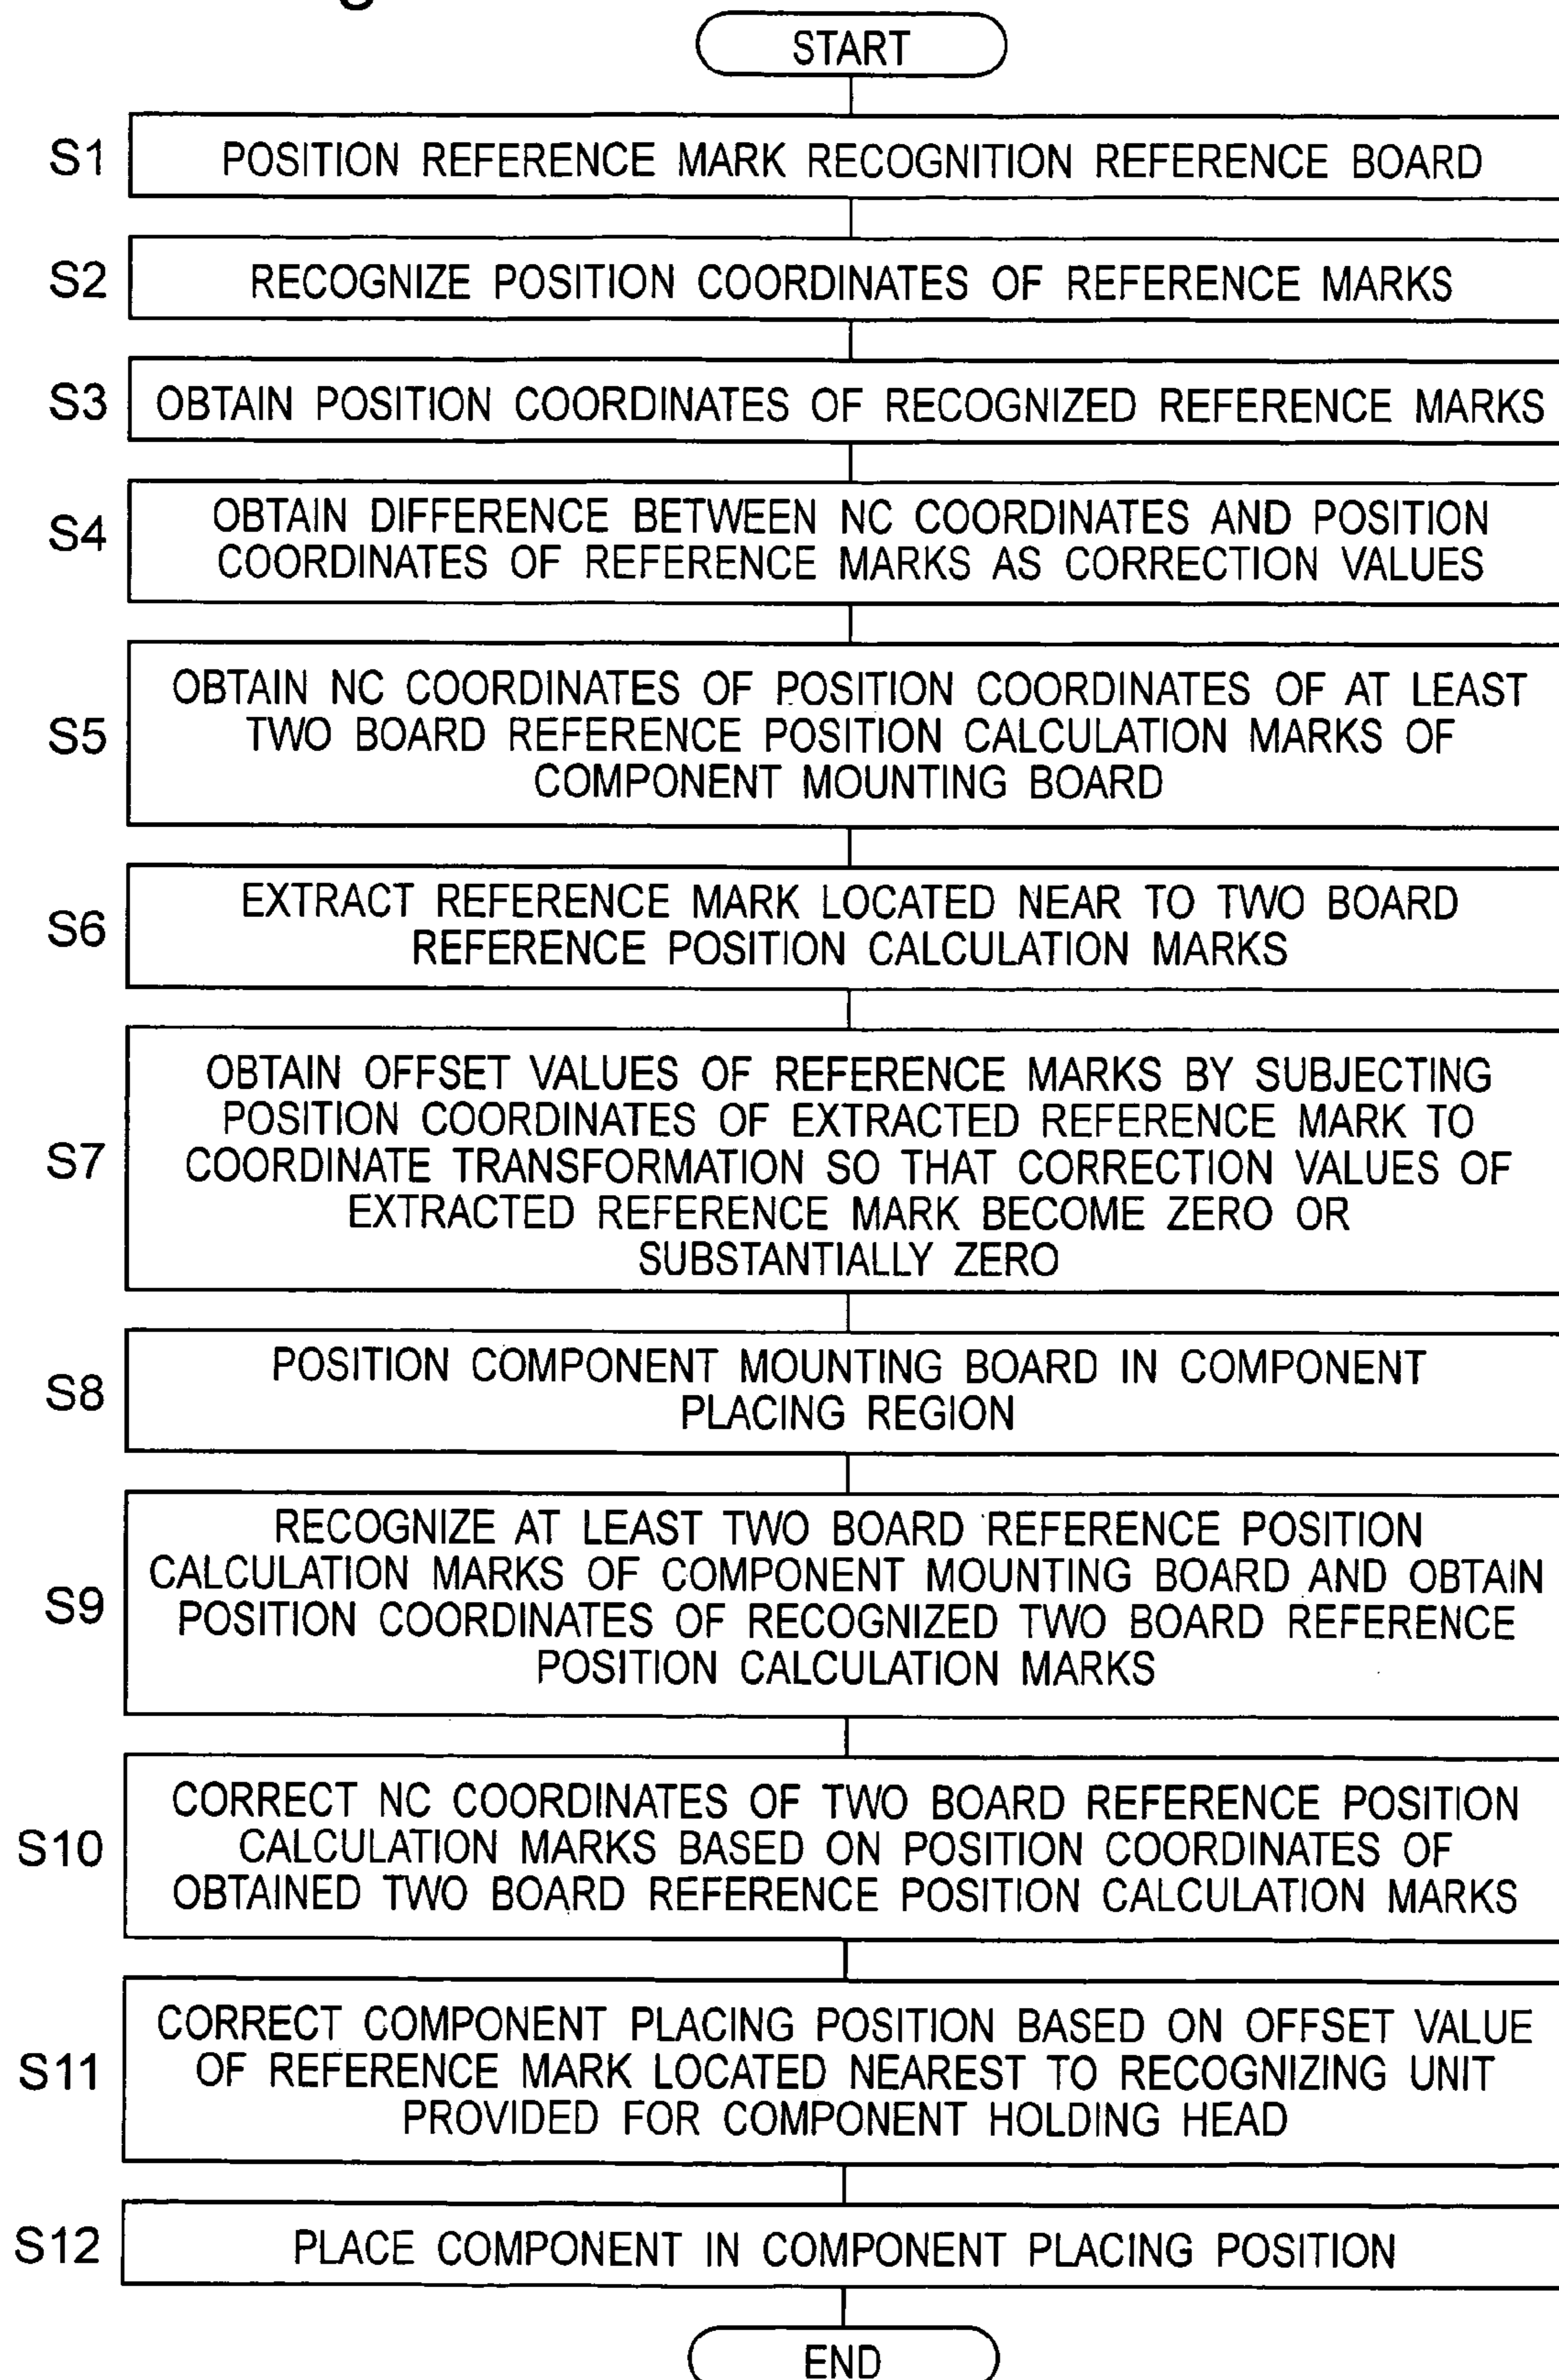 START
S1 POSITION REFERENCE MARK RECOGNITION REFERENCE BOARD
S2 RECOGNIZE POSITION COORDINATES OF REFERENCE MARKS
S3 OBTAIN POSITION COORDINATES OF RECOGNIZED REFERENCE MARKS
S4 OBTAIN DIFFERENCE BETWEEN NC COORDINATES AND POSITION
COORDINATES OF REFERENCE MARKS AS CORRECTION VALUES
S5 OBTAIN NC COORDINATES OF POSITION COORDINATES OF AT LEAST
TWO BOARD REFERENCE POSITION CALCULATION MARKS OF
COMPONENT MOUNTING BOARD
S6 EXTRACT REFERENCE MARK LOCATED NEAR TO TWO BOARD
REFERENCE POSITION CALCULATION MARKS
S7 OBTAIN OFFSET VALUES OF REFERENCE MARKS BY SUBJECTING
POSITION COORDINATES OF EXTRACTED REFERENCE MARK TO
COORDINATE TRANSFORMATION SO THAT CORRECTION VALUES OF
EXTRACTED REFERENCE MARK BECOME ZERO OR
SUBSTANTIALLY ZERO
S8 POSITION COMPONENT MOUNTING BOARD IN COMPONENT
PLACING REGION
S9 RECOGNIZE AT LEAST TWO BOARD REFERENCE POSITION
CALCULATION MARKS OF COMPONENT MOUNTING BOARD AND OBTAIN
POSITION COORDINATES OF RECOGNIZED TWO BOARD REFERENCE
POSITION CALCULATION MARKS
S10 CORRECT NC COORDINATES OF TWO BOARD REFERENCE POSITION
CALCULATION MARKS BASED ON POSITION COORDINATES OF
OBTAINED TWO BOARD REFERENCE POSITION CALCULATION MARKS
S11 CORRECT COMPONENT PLACING POSITION BASED ON OFFSET VALUE
OF REFERENCE MARK LOCATED NEAREST TO RECOGNIZING UNIT
PROVIDED FOR COMPONENT HOLDING HEAD
S12 PLACE COMPONENT IN COMPONENT PLACING POSITION
END